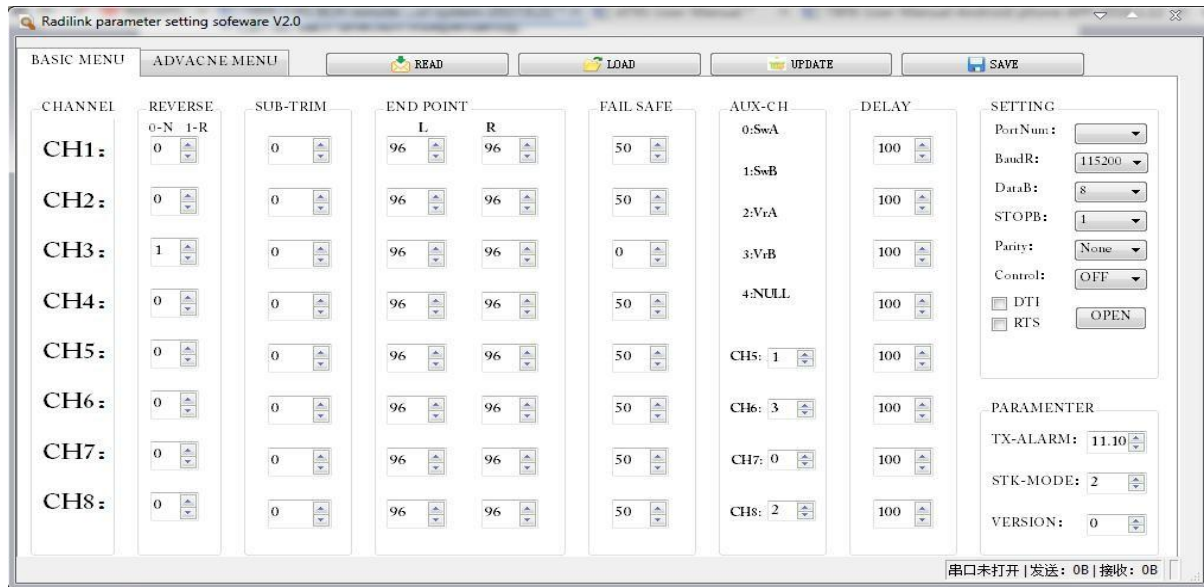 Radilink parameter setting sofeware V2.0
BASIC MENU ADVACNE MENU READ LOAD UPDATE SAVE
CHANNEL REVERSE SUB-TRIM END POINT FAIL SAFE AUX-CH DELAY SETTING
0-N 1-R L R 0:SwA PortNum:
CH1: 0 0 96 96 50 100
1:SwB BaudR: 115200
CH2: 0 0 96 96 50 100 DataB: 8
2:VrA STOPB: 1
CH3: 1 0 96 96 0 3:VrB 100 Parity: None
Control: OFF
CH4: 0 0 96 96 50 4:NULL 100 DTI
RTS OPEN
CH5: 0 0 96 96 50 CH5: 1 100
CH6: 0 0 96 96 50 CH6: 3 100 PARAMENTER
TX-ALARM: 11.10
CH7: 0 0 96 96 50 CH7: 0 100
STK-MODE: 2
CH8: 0 0 96 96 50 CH8: 2 100 VERSION: 0
串口未打开 | 发送: 0B | 接收: 0B